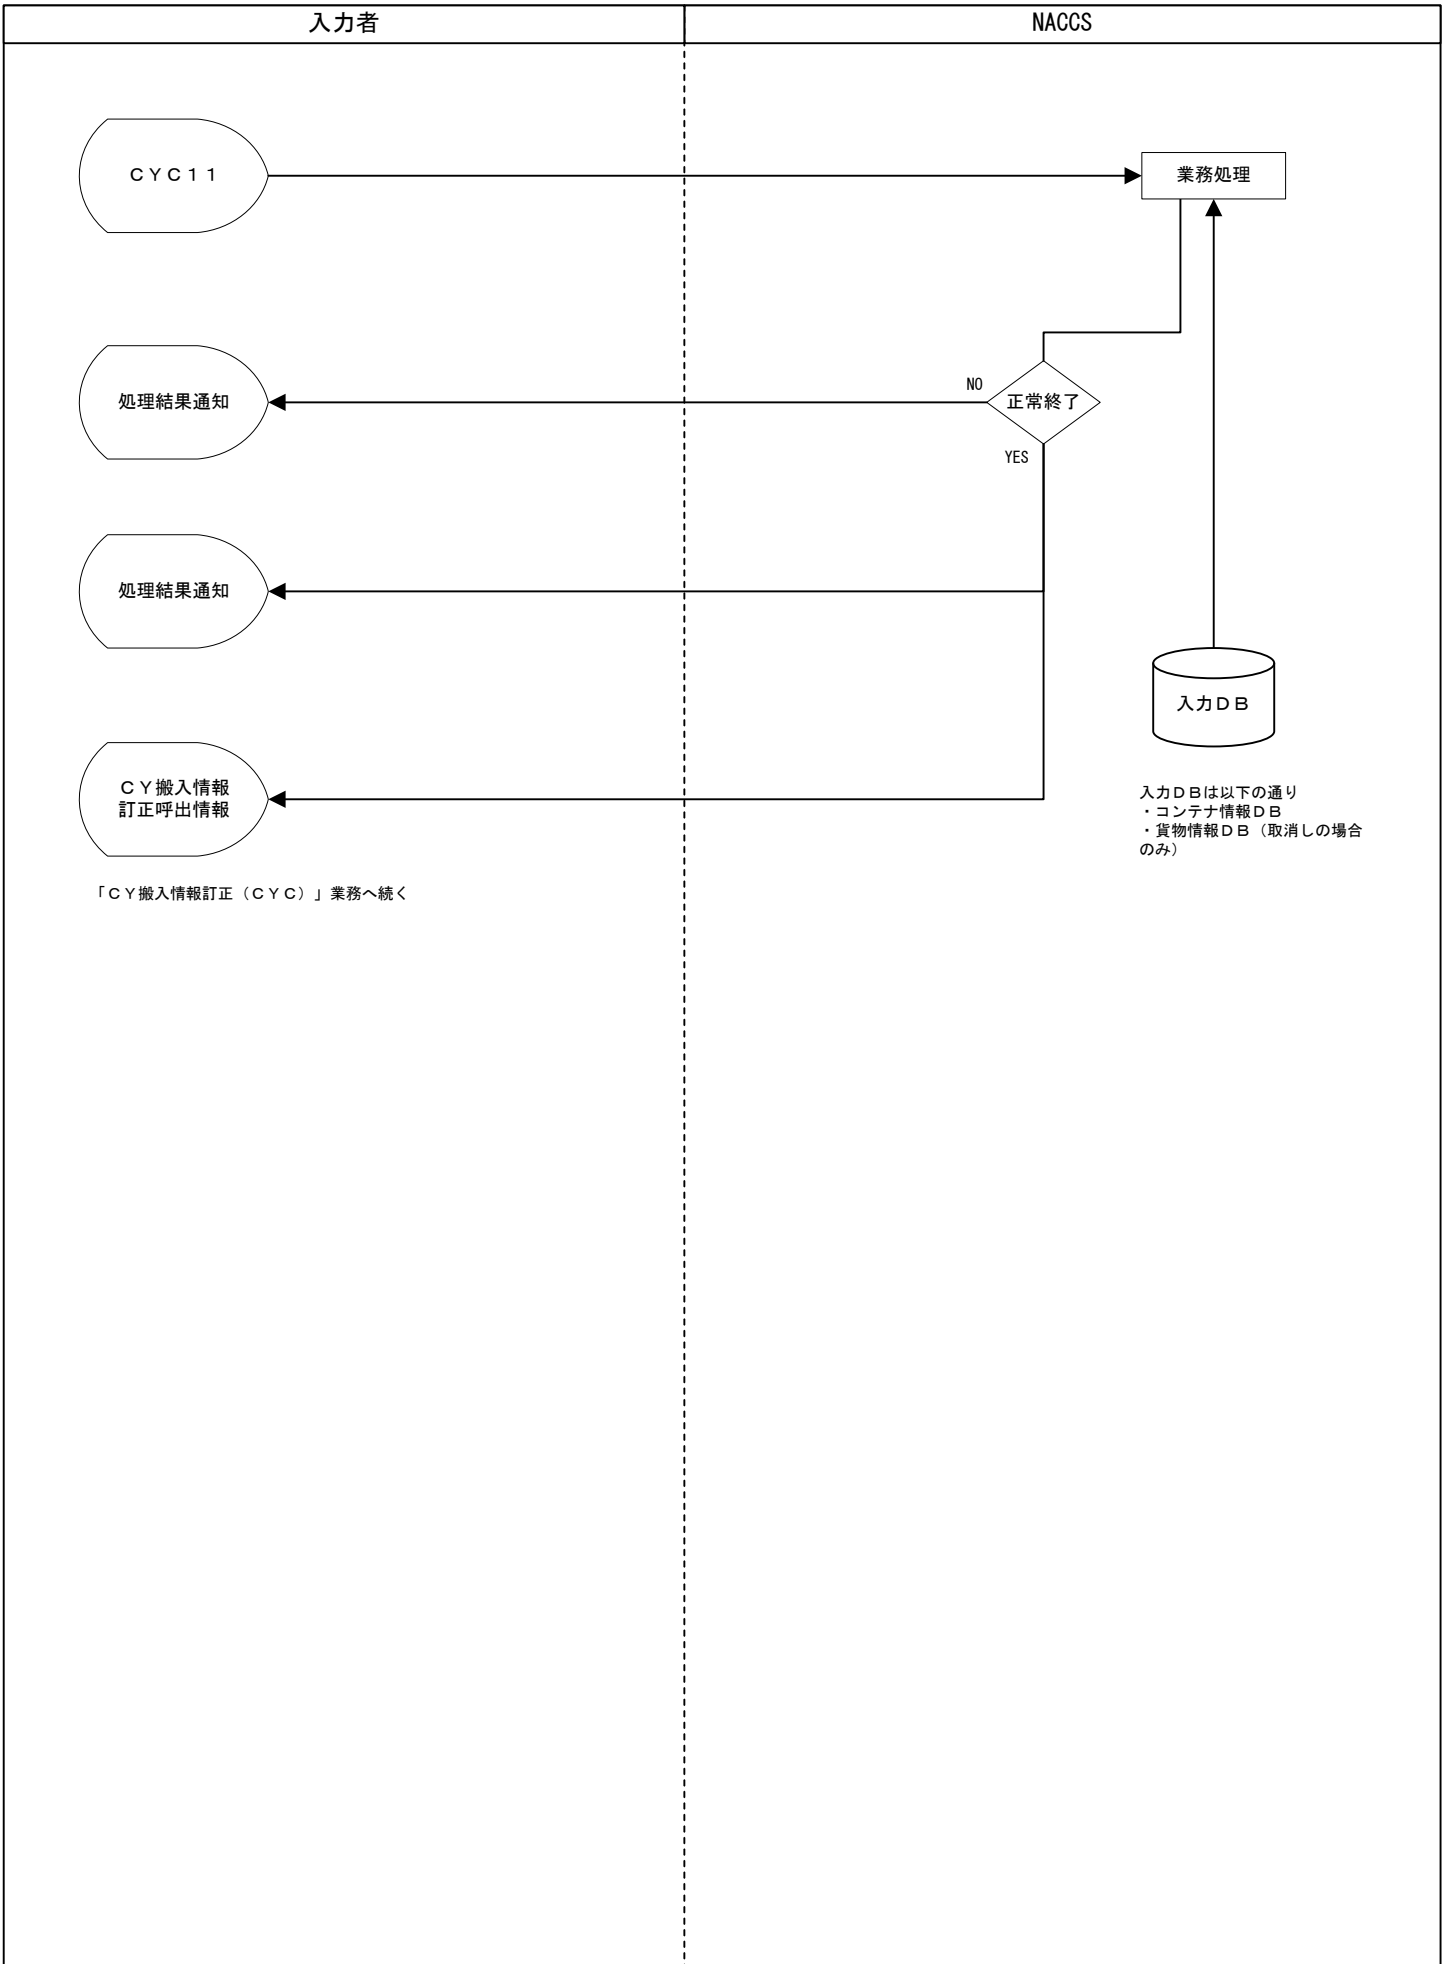 入力者
NACCS
ＣＹＣ１１
業務処理
処理結果通知
NO
正常終了
YES
処理結果通知
入力ＤＢ
ＣＹ搬入情報
訂正呼出情報
入力ＤＢは以下の通り
・コンテナ情報ＤＢ
・貨物情報ＤＢ（取消しの場合
のみ）
「ＣＹ搬入情報訂正（ＣＹＣ）」業務へ続く